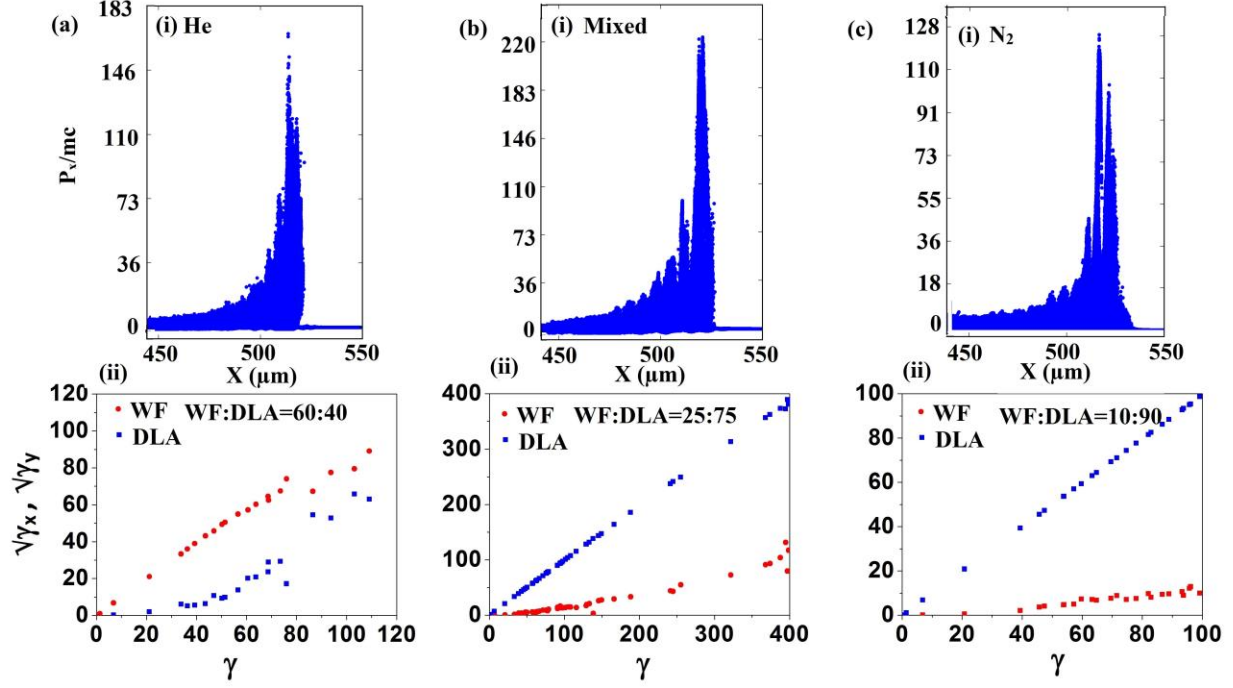 (a)
(i) He
183
146
110
73
36
0
Pₓ/mc
450
500
550
X (µm)
(b)
(i) Mixed
220
183
146
110
73
36
0
450
500
550
X (µm)
(c)
(i) N₂
128
110
91
73
55
36
18
0
450
500
550
X (µm)
(ii)
WF WF:DLA=60:40
DLA
120
100
80
60
40
20
0
√γₓ , √γᵧ
0 20 40 60 80 100 120
γ
(ii)
WF WF:DLA=25:75
DLA
400
300
200
100
0
0 100 200 300 400
γ
(ii)
WF WF:DLA=10:90
DLA
100
80
60
40
20
0
0 20 40 60 80 100
γ